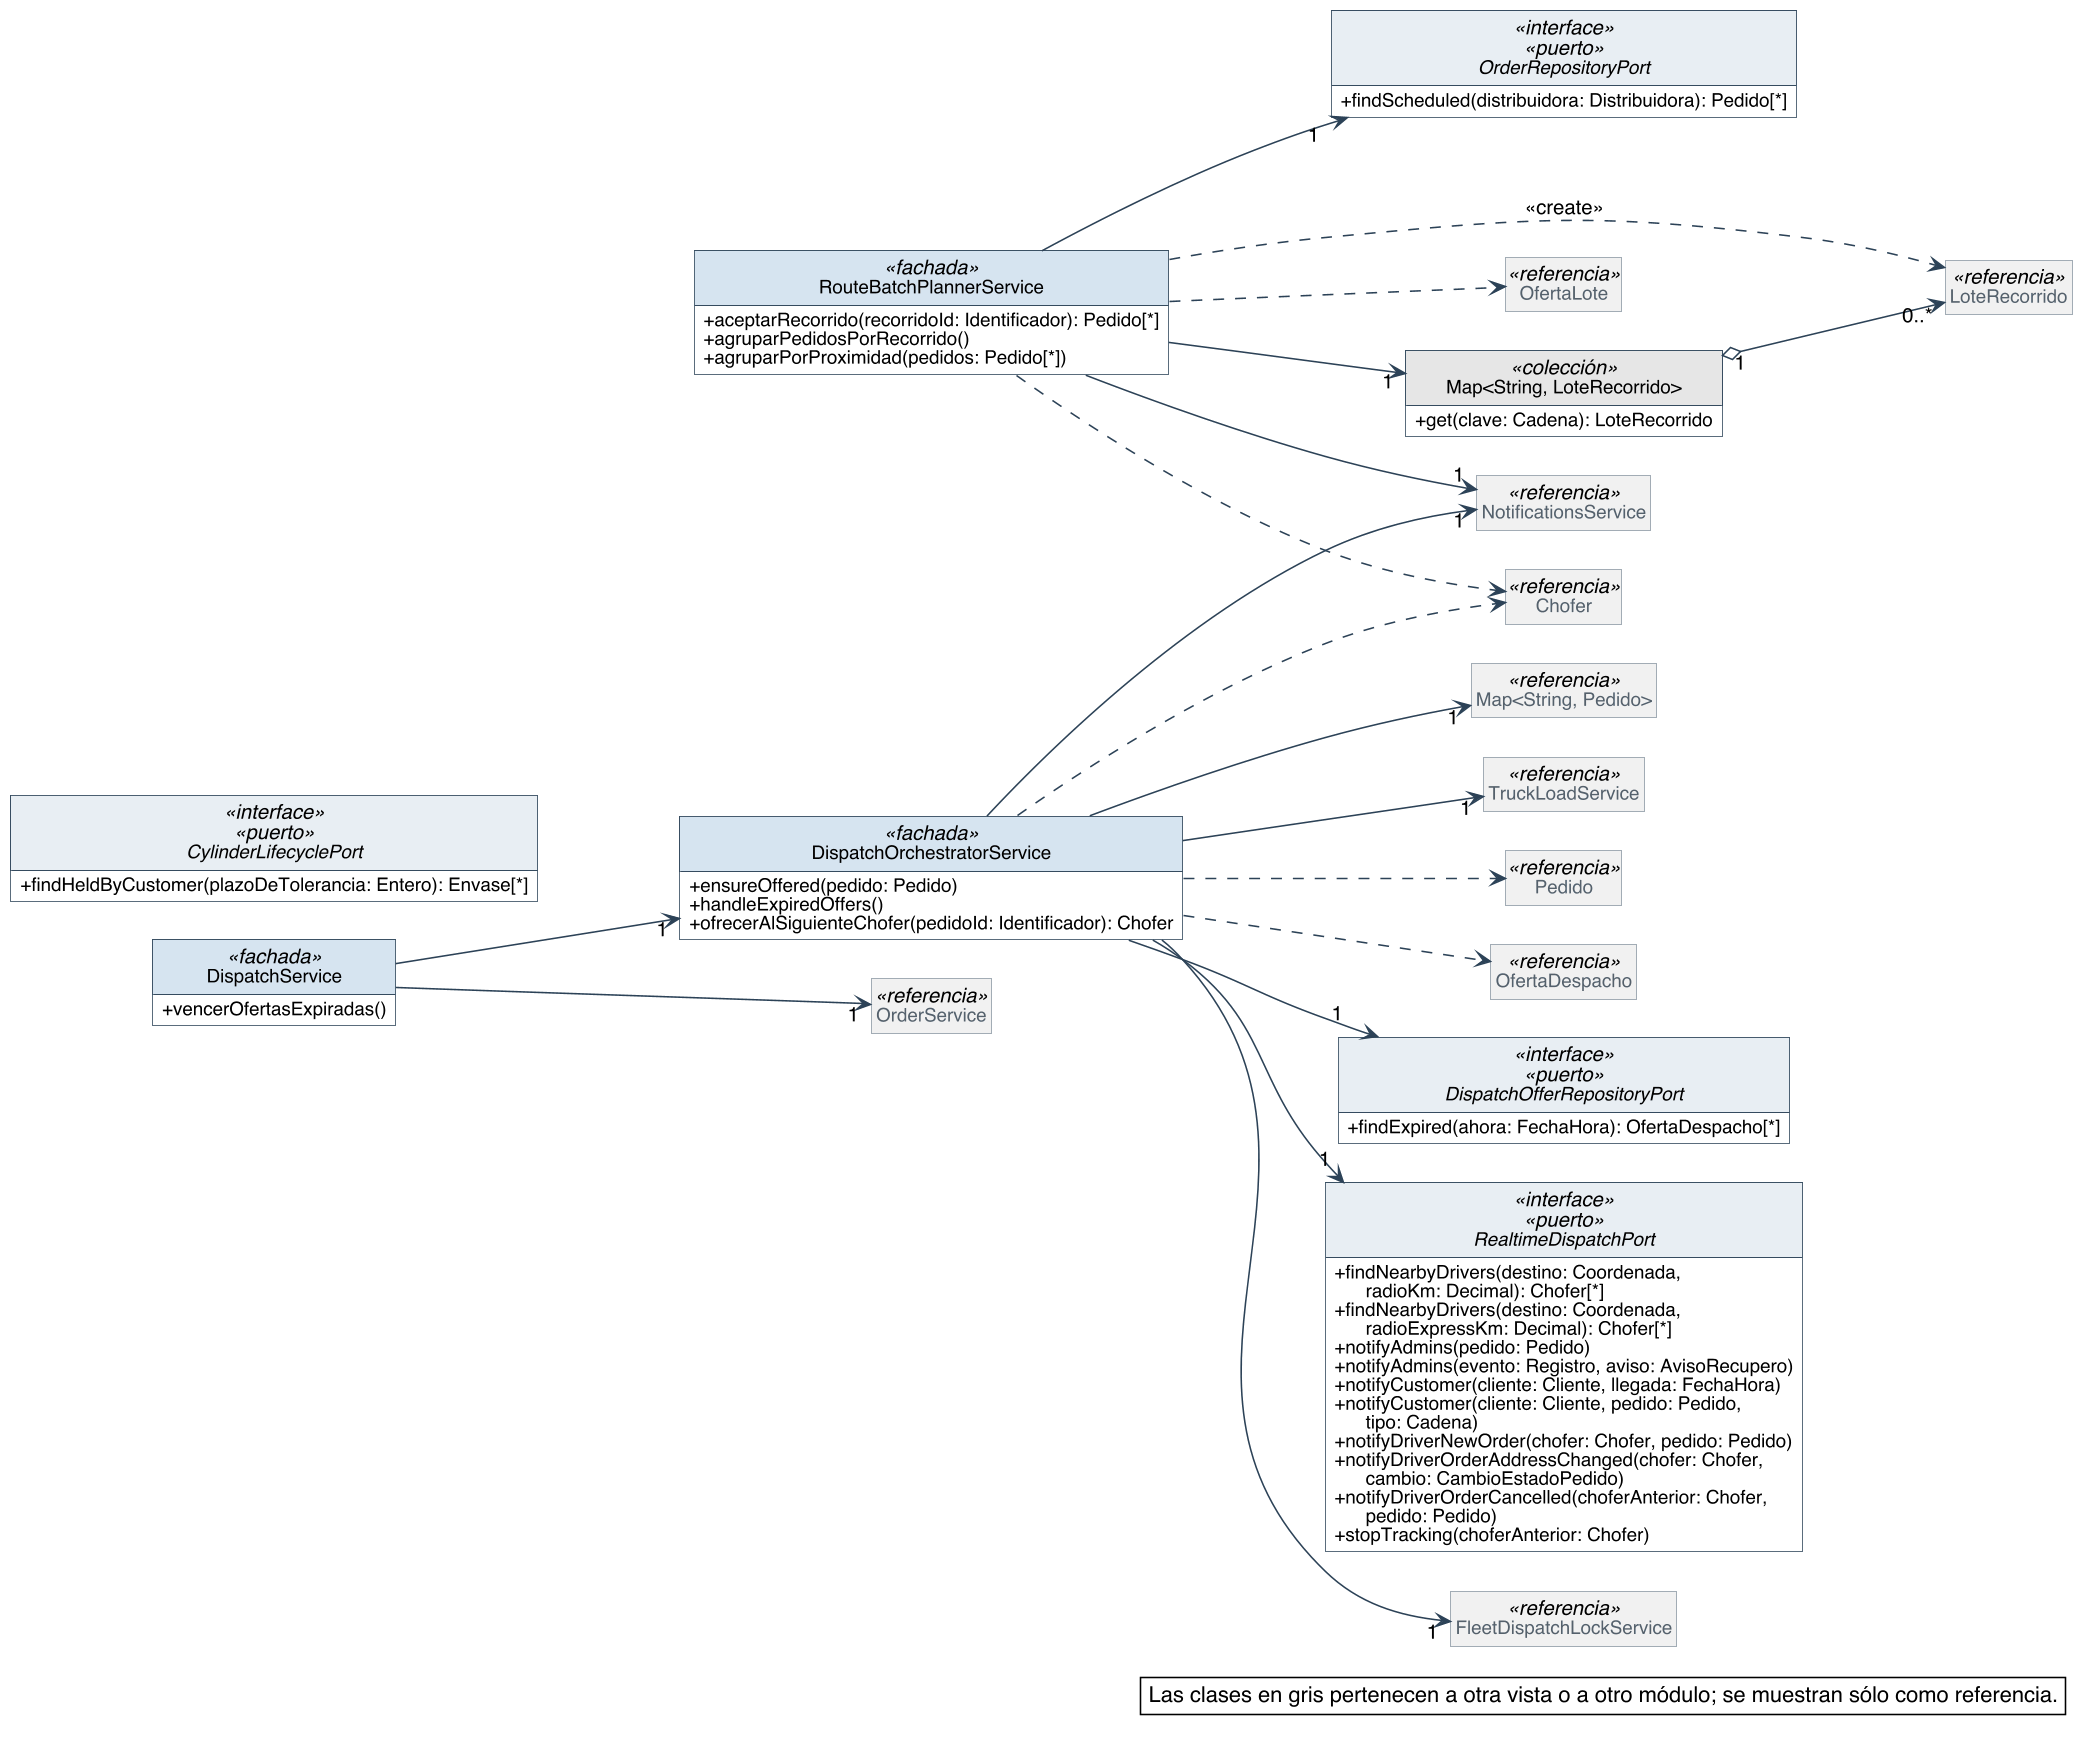 «interface»
«puerto»
OrderRepositoryPort
+findScheduled(distribuidora: Distribuidora): Pedido[*]
1
«create»
«fachada»
RouteBatchPlannerService
+aceptarRecorrido(recorridoId: Identificador): Pedido[*]
+agruparPedidosPorRecorrido()
+agruparPorProximidad(pedidos: Pedido[*])
«referencia»
OfertaLote
«referencia»
LoteRecorrido
0..*
1
1
«colección»
Map<String, LoteRecorrido>
+get(clave: Cadena): LoteRecorrido
1
«referencia»
NotificationsService
1
«referencia»
Chofer
«referencia»
Map<String, Pedido>
1
«referencia»
TruckLoadService
1
«interface»
«puerto»
CylinderLifecyclePort
+findHeldByCustomer(plazoDeTolerancia: Entero): Envase[*]
«fachada»
DispatchOrchestratorService
+ensureOffered(pedido: Pedido)
+handleExpiredOffers()
+ofrecerAlSiguienteChofer(pedidoId: Identificador): Chofer
«referencia»
Pedido
1
«fachada»
DispatchService
+vencerOfertasExpiradas()
«referencia»
OfertaDespacho
«referencia»
OrderService
1
1
«interface»
«puerto»
DispatchOfferRepositoryPort
+findExpired(ahora: FechaHora): OfertaDespacho[*]
1
«interface»
«puerto»
RealtimeDispatchPort
+findNearbyDrivers(destino: Coordenada,
radioKm: Decimal): Chofer[*]
+findNearbyDrivers(destino: Coordenada,
radioExpressKm: Decimal): Chofer[*]
+notifyAdmins(pedido: Pedido)
+notifyAdmins(evento: Registro, aviso: AvisoRecupero)
+notifyCustomer(cliente: Cliente, llegada: FechaHora)
+notifyCustomer(cliente: Cliente, pedido: Pedido,
tipo: Cadena)
+notifyDriverNewOrder(chofer: Chofer, pedido: Pedido)
+notifyDriverOrderAddressChanged(chofer: Chofer,
cambio: CambioEstadoPedido)
+notifyDriverOrderCancelled(choferAnterior: Chofer,
pedido: Pedido)
+stopTracking(choferAnterior: Chofer)
«referencia»
FleetDispatchLockService
1
Las clases en gris pertenecen a otra vista o a otro módulo; se muestran sólo como referencia.